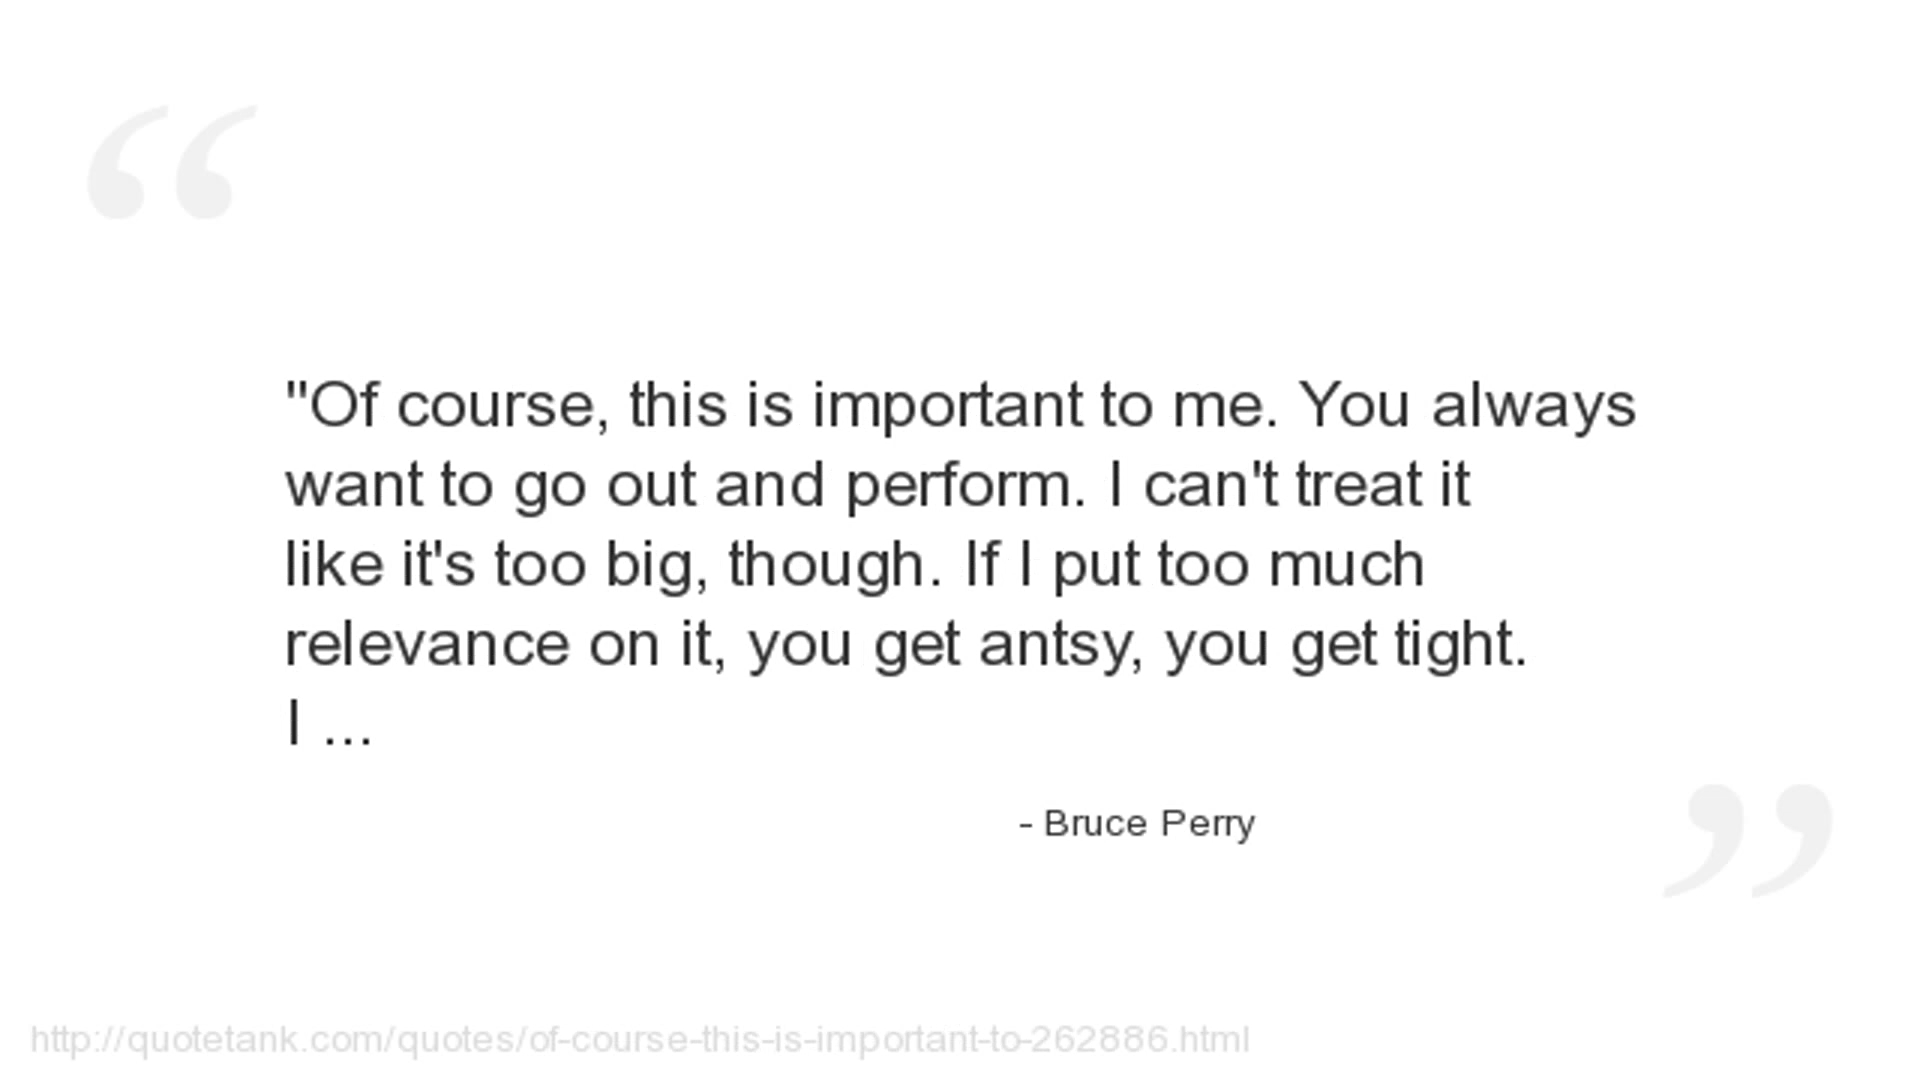 "Of course, this is important to me. You always
want to go out and perform. I can't treat it
like it's too big, though. If I put too much
relevance on it, you get antsy, you get tight.
I ...
- Bruce Perry
http://quotetank.com/quotes/of-course-this-is-important-to-262886.html